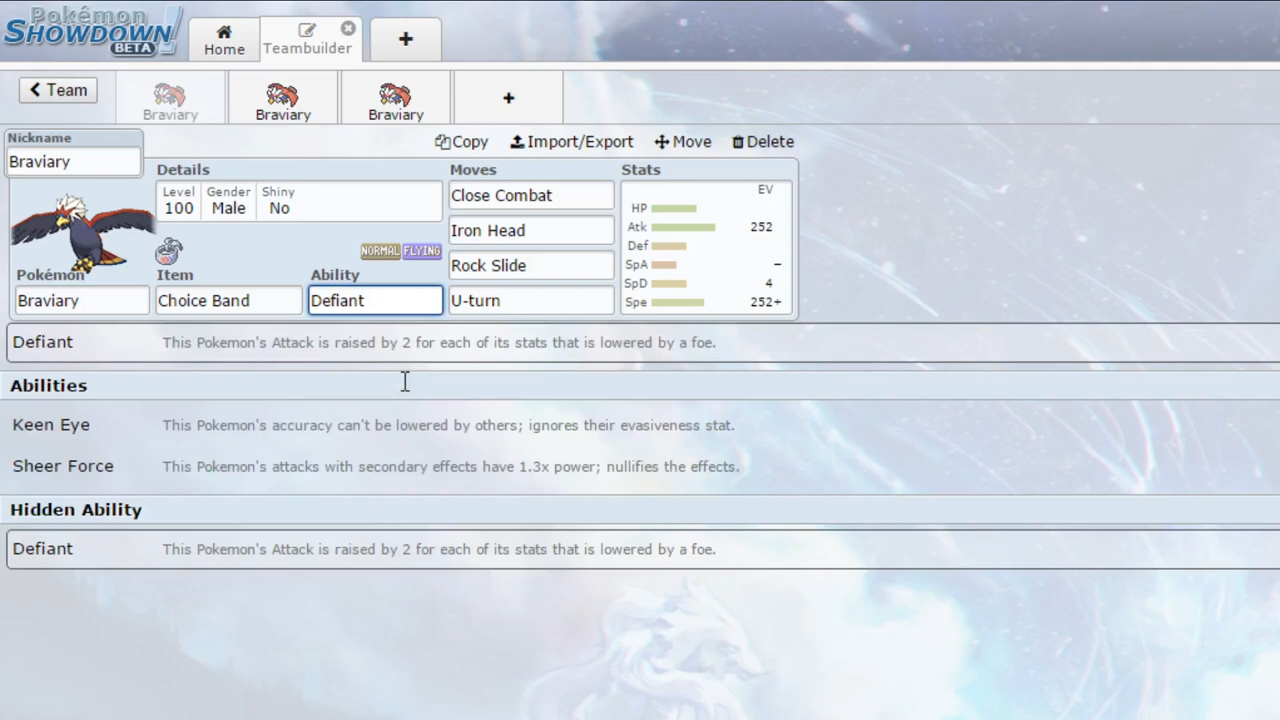 Pokémon
SHOWDOWN!
BETA
Home
Teambuilder
+
Team
Braviary
Braviary
Braviary
+
Nickname
Braviary
Copy
Import/Export
Move
Delete
Details
Level Gender Shiny
100 Male No
NORMAL FLYING
Pokémon Item Ability
Braviary Choice Band Defiant
Moves
Close Combat
Iron Head
Rock Slide
U-turn
Stats
EV
HP
Atk 252
Def
SpA –
SpD 4
Spe 252+
Defiant This Pokemon's Attack is raised by 2 for each of its stats that is lowered by a foe.
Abilities
Keen Eye This Pokemon's accuracy can't be lowered by others; ignores their evasiveness stat.
Sheer Force This Pokemon's attacks with secondary effects have 1.3x power; nullifies the effects.
Hidden Ability
Defiant This Pokemon's Attack is raised by 2 for each of its stats that is lowered by a foe.